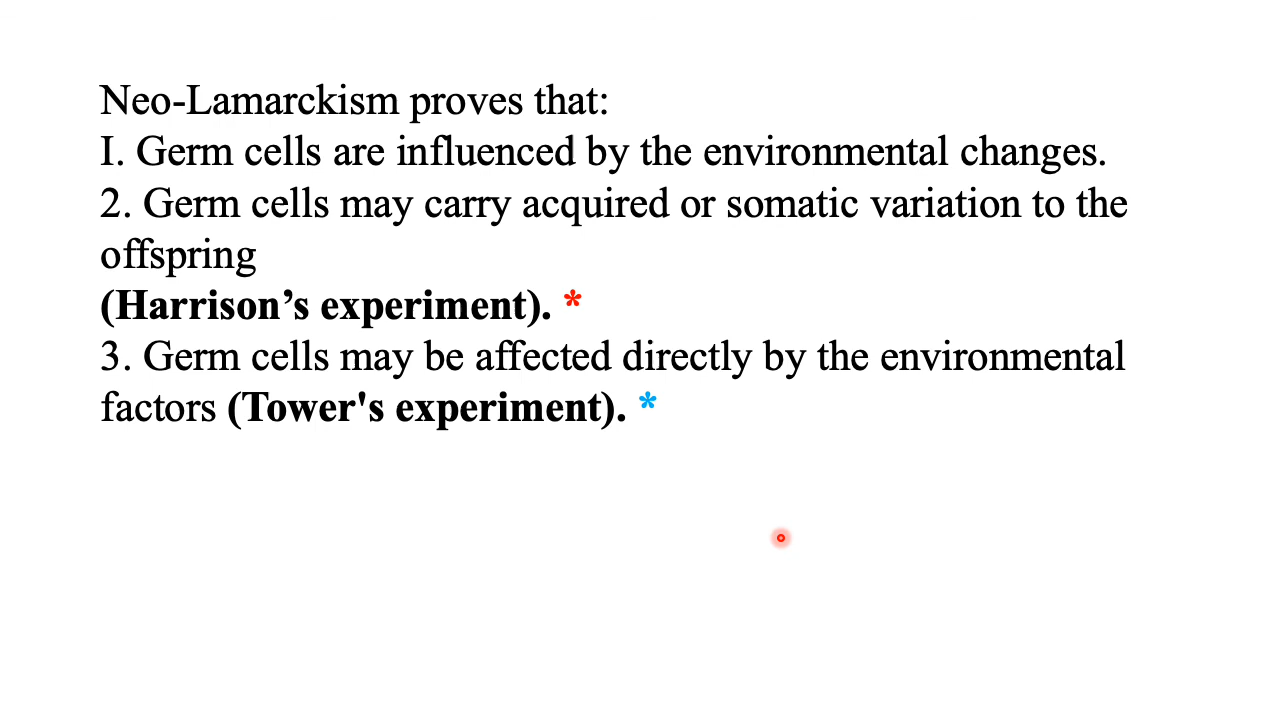 Neo-Lamarckism proves that:
I. Germ cells are influenced by the environmental changes.
2. Germ cells may carry acquired or somatic variation to the
offspring
(Harrison’s experiment). *
3. Germ cells may be affected directly by the environmental
factors (Tower's experiment). *